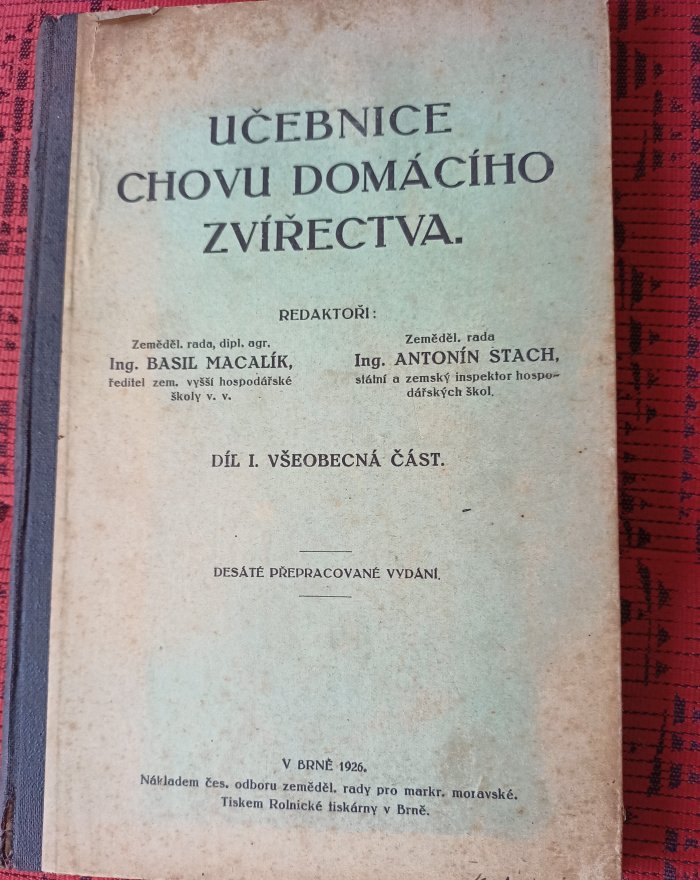 UČEBNICE
CHOVU DOMÁCÍHO
ZVÍŘECTVA.
REDAKTOŘI:
Zeměděl. rada, dipl. agr.
Ing. BASIL MACALÍK,
ředitel zem. vyšší hospodářské
školy v. v.
Zeměděl. rada
Ing. ANTONÍN STACH,
státní a zemský inspektor hospo-
dářských škol.
DÍL I. VŠEOBECNÁ ČÁST.
DESÁTÉ PŘEPRACOVANÉ VYDÁNÍ.
V BRNĚ 1926.
Nákladem čes. odboru zeměděl. rady pro markr. moravské.
Tiskem Rolnické tiskárny v Brně.